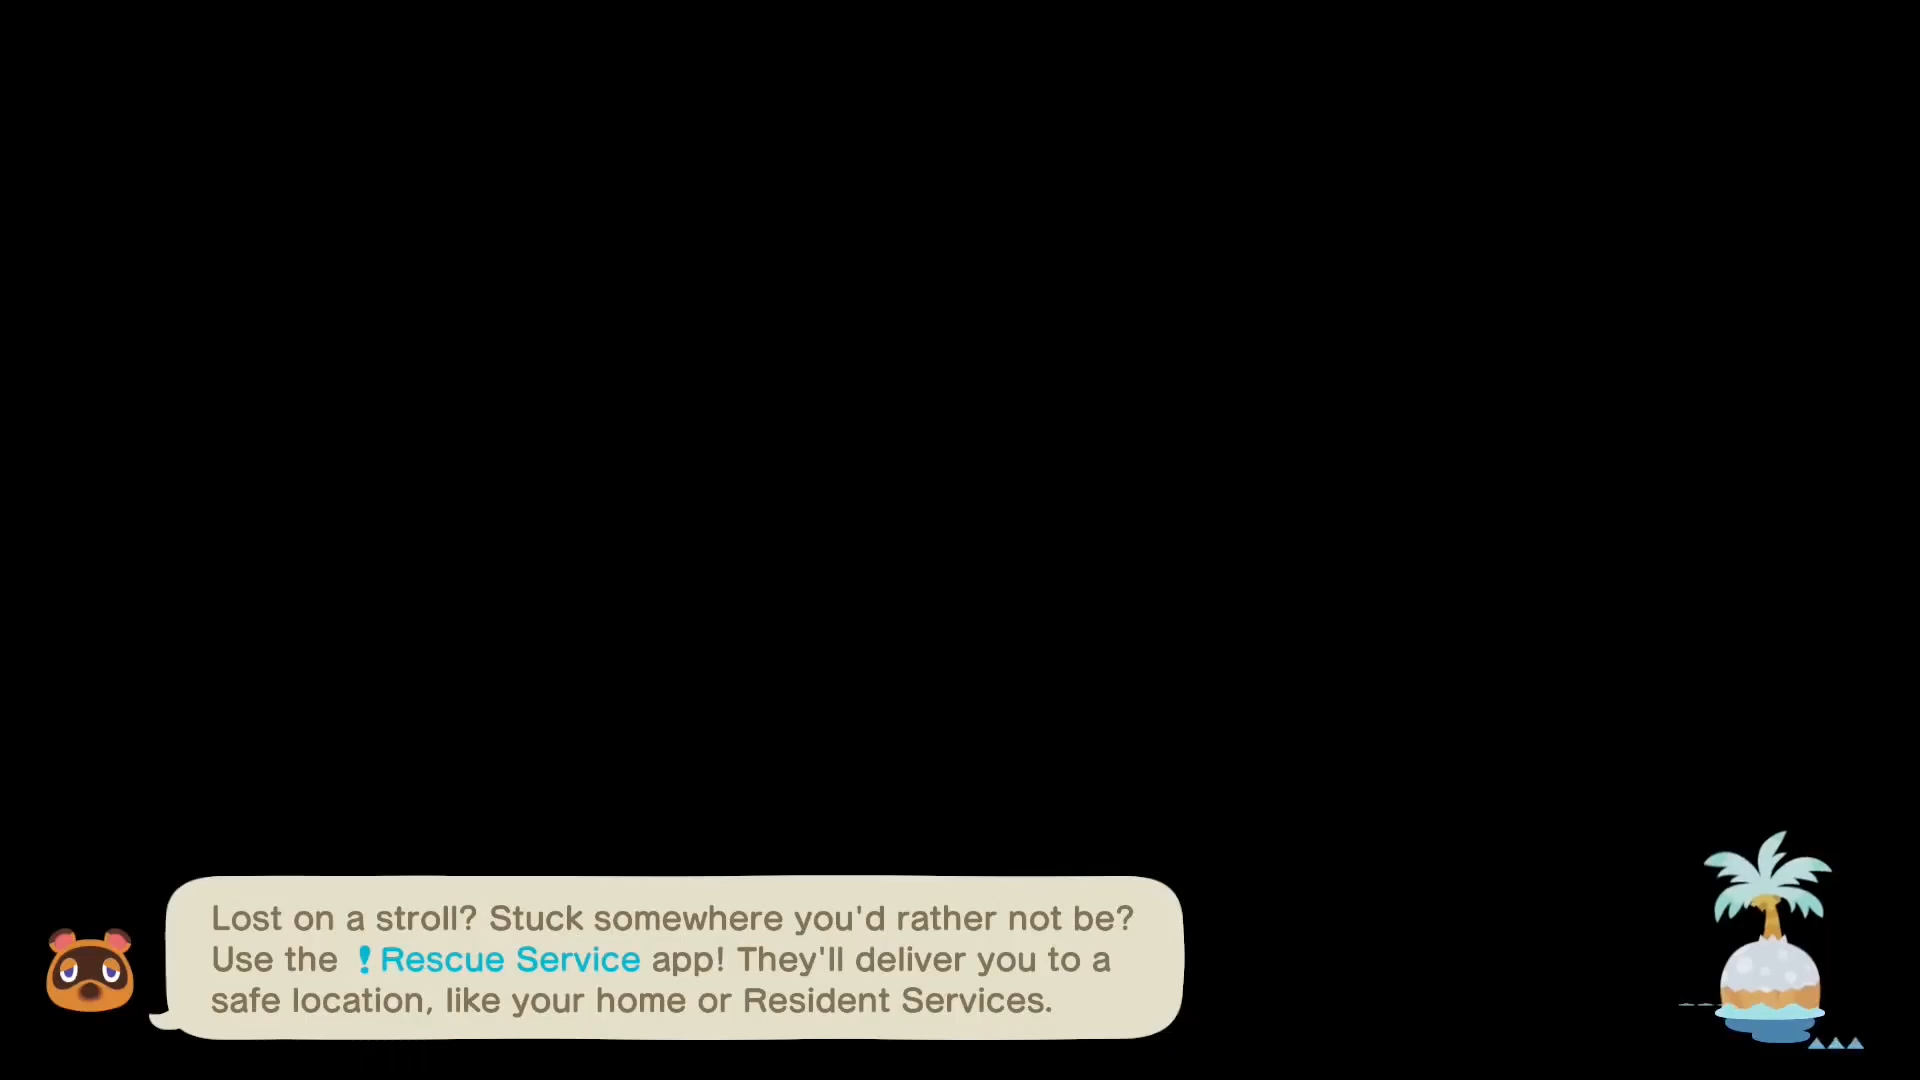 Lost on a stroll? Stuck somewhere you'd rather not be?
Use the ! Rescue Service app! They'll deliver you to a
safe location, like your home or Resident Services.